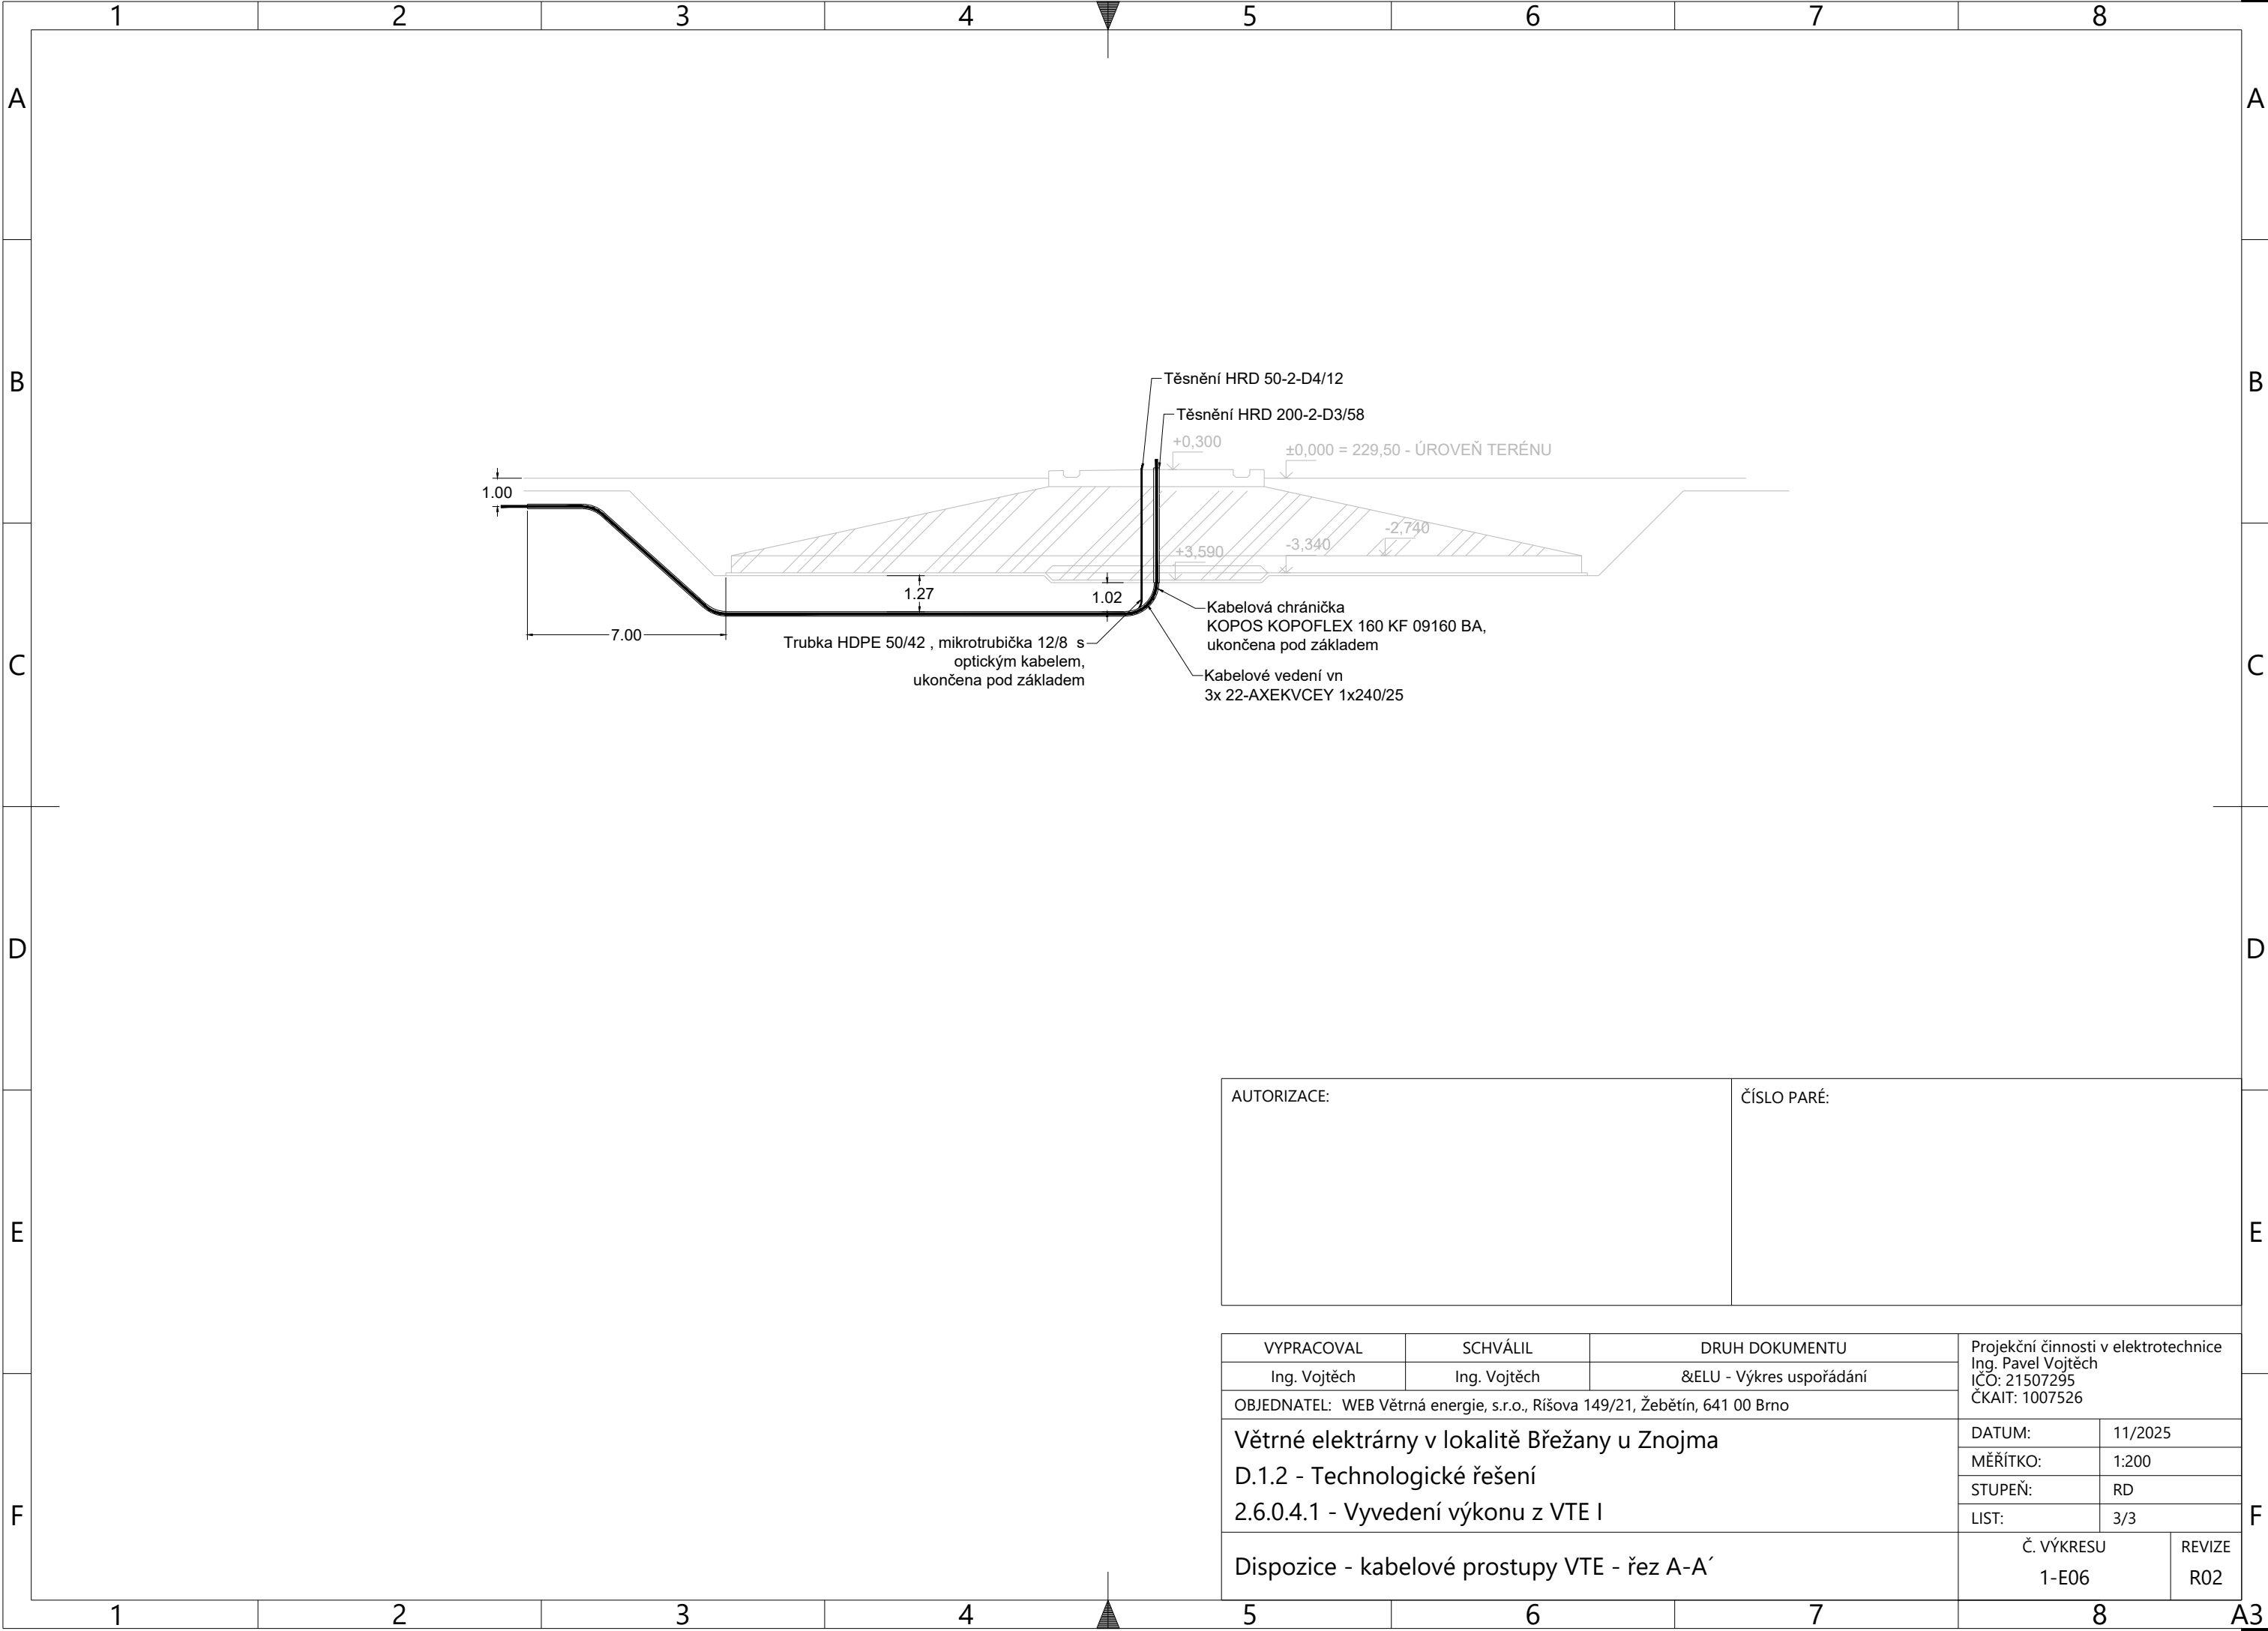 1 2 3 4 5 6 7 8
A A
B B
C C
D D
E E
F F
Těsnění HRD 50-2-D4/12
Těsnění HRD 200-2-D3/58
+0,300
±0,000 = 229,50 - ÚROVEŇ TERÉNU
1.00
-2,740
-3,340
+3,590
1.27
1.02
7.00
Kabelová chránička
KOPOS KOPOFLEX 160 KF 09160 BA,
ukončena pod základem
Trubka HDPE 50/42 , mikrotrubička 12/8 s
optickým kabelem,
ukončena pod základem
Kabelové vedení vn
3x 22-AXEKVCEY 1x240/25
AUTORIZACE:
ČÍSLO PARÉ:
VYPRACOVAL SCHVÁLIL DRUH DOKUMENTU
Ing. Vojtěch Ing. Vojtěch &ELU - Výkres uspořádání
Projekční činnosti v elektrotechnice
Ing. Pavel Vojtěch
IČO: 21507295
ČKAIT: 1007526
OBJEDNATEL: WEB Větrná energie, s.r.o., Ríšova 149/21, Žebětín, 641 00 Brno
Větrné elektrárny v lokalitě Břežany u Znojma
D.1.2 - Technologické řešení
2.6.0.4.1 - Vyvedení výkonu z VTE I
DATUM: 11/2025
MĚŘÍTKO: 1:200
STUPEŇ: RD
LIST: 3/3
Dispozice - kabelové prostupy VTE - řez A-A´
Č. VÝKRESU REVIZE
1-E06 R02
1 2 3 4 5 6 7 8 A3